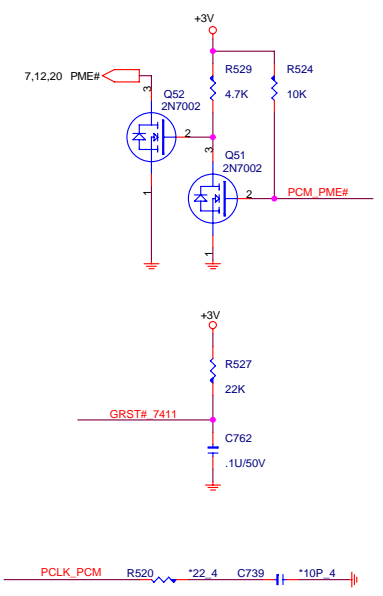 +3V
R529
R524
7,12,20 PME#
Q52
4.7K
10K
2N7002
3
2
3
Q51
2N7002
1
2
PCM_PME#
1
+3V
R527
22K
GRST#_7411
C762
.1U/50V
PCLK_PCM
R520
*22_4
C739
*10P_4